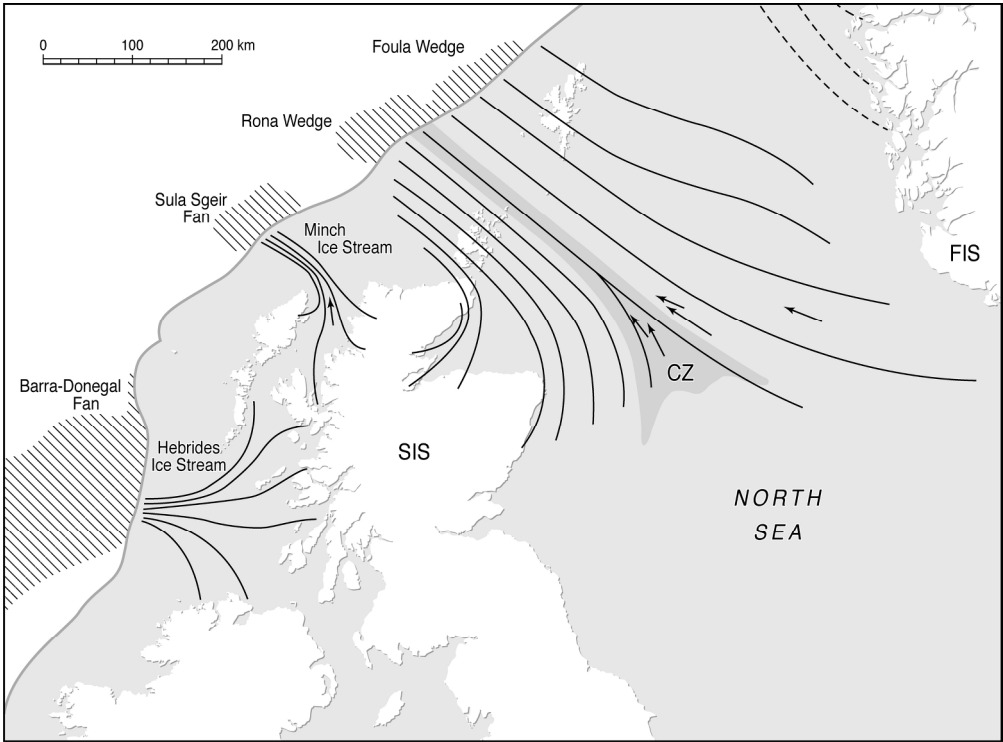 0 100 200 km
Foula Wedge
Rona Wedge
Sula Sgeir
Fan
Minch
Ice Stream
FIS
CZ
Barra-Donegal
Fan
Hebrides
Ice Stream
SIS
NORTH
SEA